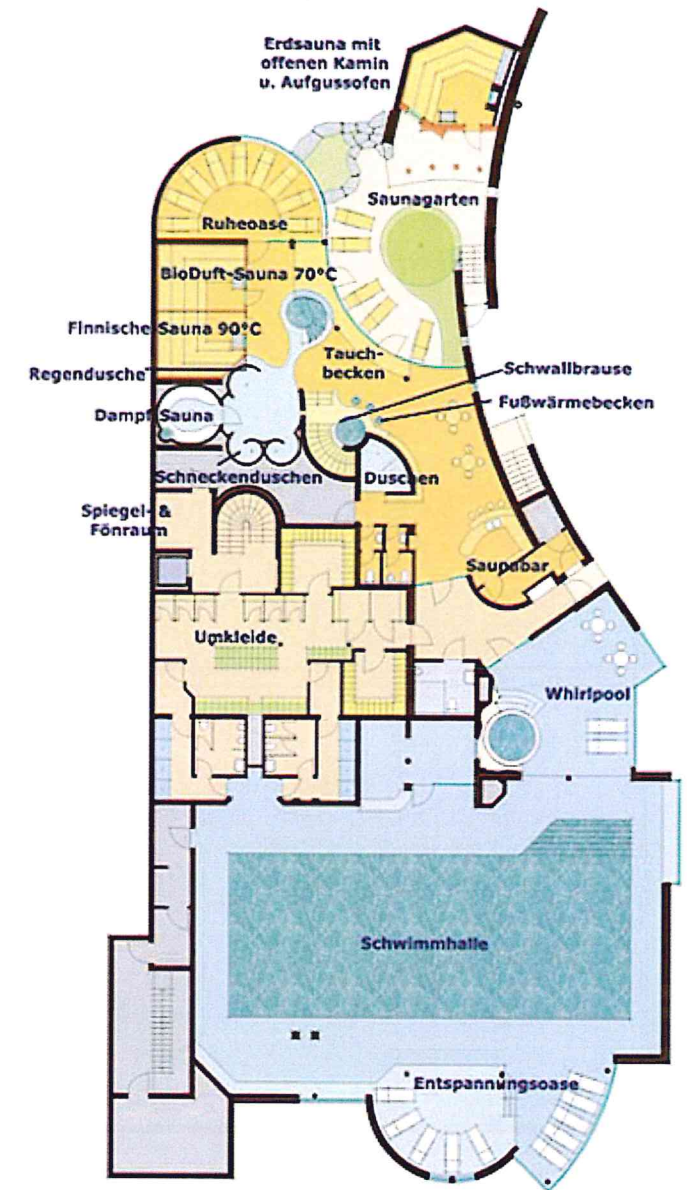 Erdsauna mit
offenen Kamin
u. Aufgussofen
Saunagarten
Ruheoase
BioDuft-Sauna 70°C
Finnische Sauna 90°C
Tauch-
becken
Regendusche
Schwallbrause
Fußwärmebecken
Dampf Sauna
Schneckenduschen
Duschen
Spiegel- &
Fönraum
Saunabar
Umkleide
Whirlpool
Schwimmhalle
Entspannungsoase